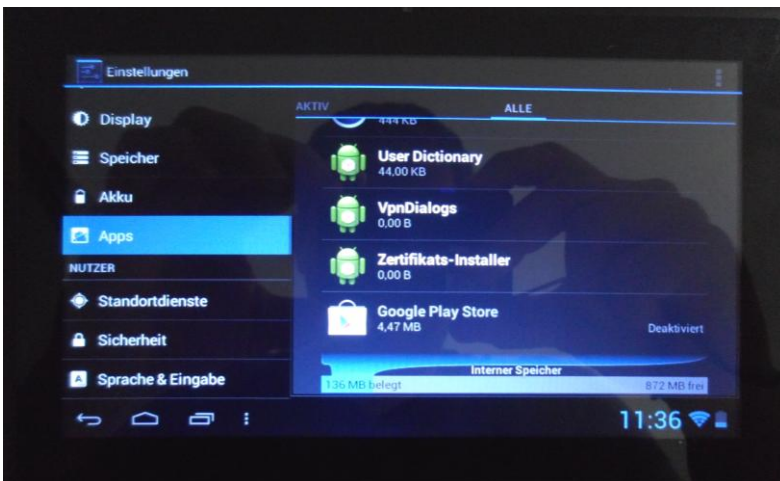 Einstellungen
Display
Speicher
Akku
Apps
NUTZER
Standortdienste
Sicherheit
Sprache & Eingabe
AKTIV
ALLE
444 KB
User Dictionary
44,00 KB
VpnDialogs
0,00 B
Zertifikats-Installer
0,00 B
Google Play Store
4,47 MB
Deaktiviert
Interner Speicher
136 MB belegt
872 MB frei
11:36